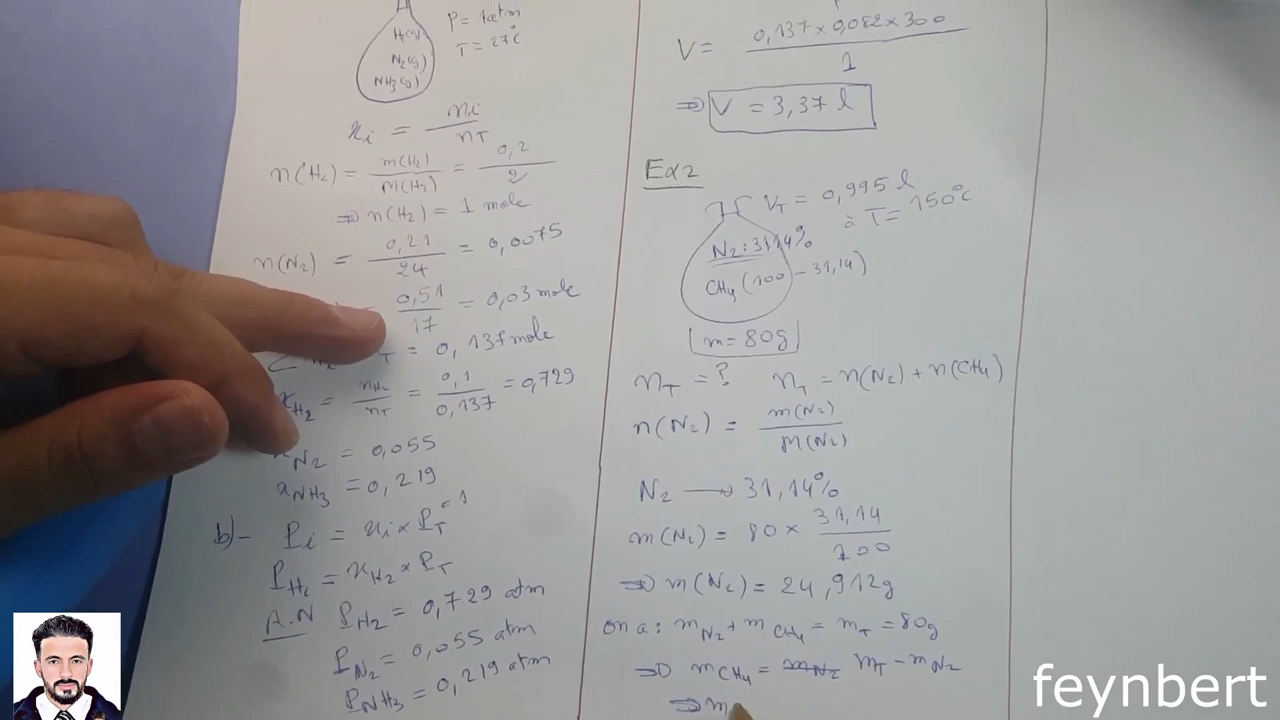 P = 1atm
T = 27°C
H2(g)
N2(g)
NH3(g)
xi = ni / nT
n(H2) = m(H2) / M(H2) = 0,2 / 2
⇒ n(H2) = 1 mole
n(N2) = 0,21 / 24 = 0,0075
0,51 / 17 = 0,03 mole
T = 0,137 mole
xH2 = nH2 / nT = 0,1 / 0,137 = 0,729
N2 = 0,055
xNH3 = 0,219
b)- Pi = xi × PT = 1
PH2 = xH2 × PT
A.N PH2 = 0,729 atm
PN2 = 0,055 atm
PNH3 = 0,219 atm
V = 0,137 × 0,082 × 300 / 1
⇒ V = 3,37 l
Ex2
VT = 0,995 l
à T = 150°C
N2 : 31,14%
CH4 (100 - 31,14)
m = 80g
nT = ? nT = n(N2) + n(CH4)
n(N2) = m(N2) / M(N2)
N2 → 31,14%
m(N2) = 80 × 31,14 / 100
⇒ m(N2) = 24,912g
on a : mN2 + mCH4 = mT = 80g
⇒ mCH4 = mN2 mT - mN2
⇒ m
feynbert